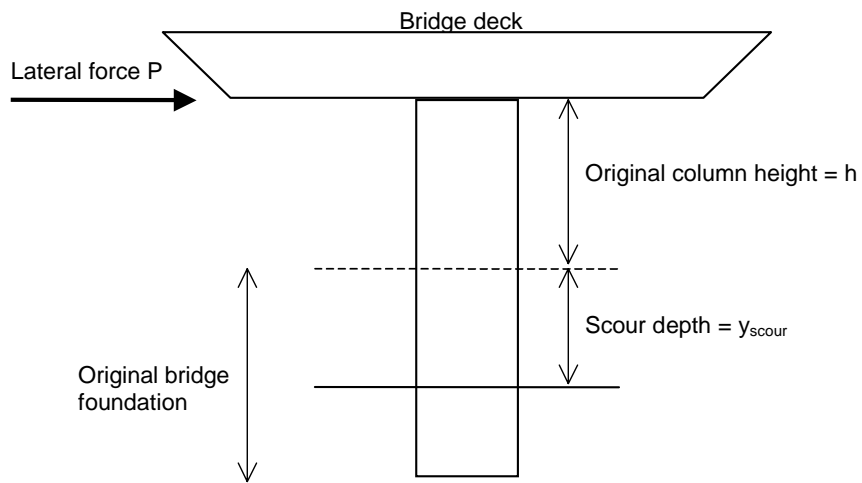 Bridge deck
Lateral force P
Original column height = h
Scour depth = yscour
Original bridge
foundation